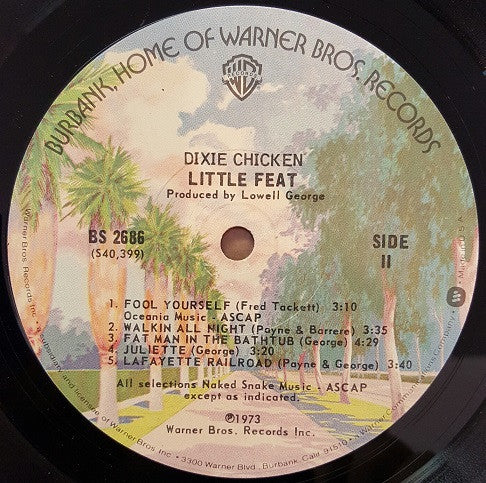 BURBANK, HOME OF WARNER BROS. RECORDS
DIXIE CHICKEN
LITTLE FEAT
Produced by Lowell George
BS 2686
(S40,399)
SIDE
II
1. FOOL YOURSELF (Fred Tackett) 3:10
Oceania Music - ASCAP
2. WALKIN ALL NIGHT (Payne & Barrere) 3:35
3. FAT MAN IN THE BATHTUB (George) 4:29
4. JULIETTE (George) 3:20
5. LAFAYETTE RAILROAD (Payne & George) 3:40
All selections Naked Snake Music - ASCAP
except as indicated.
℗1973
Warner Bros. Records Inc.
Warner Bros. Records Inc., a
3300 Warner Blvd., Burbank, Calif. 91510